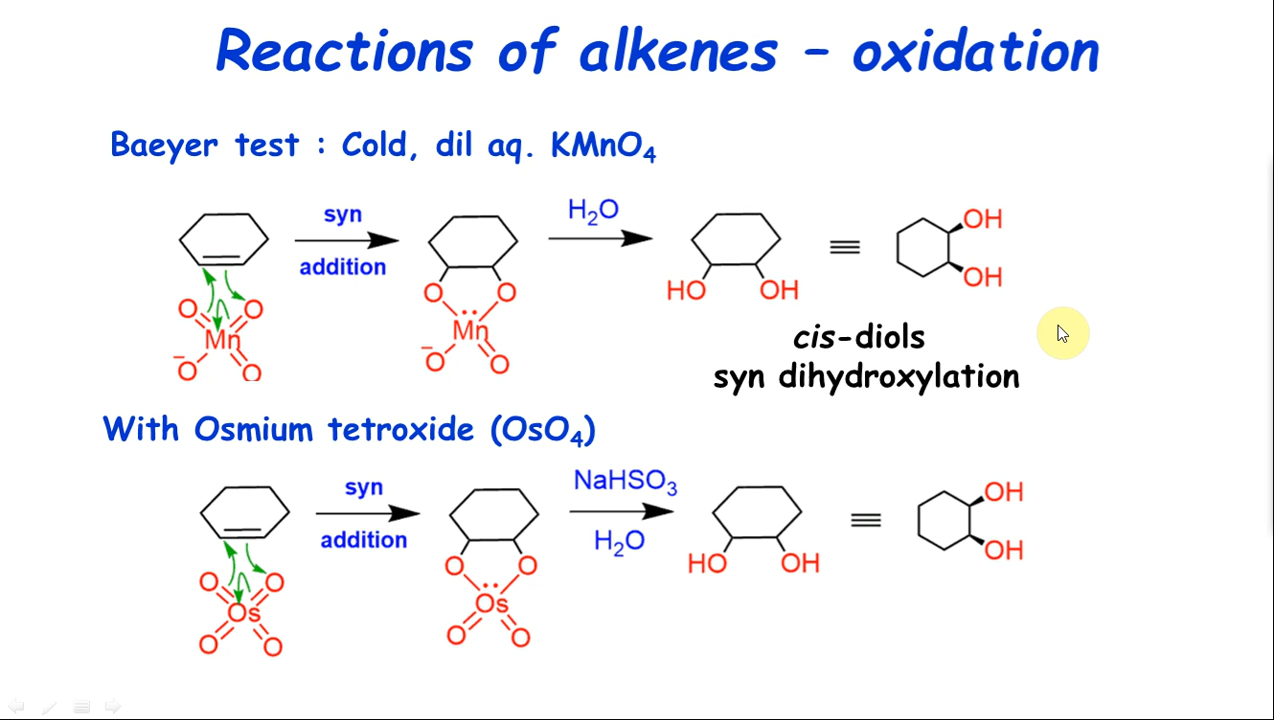 Reactions of alkenes – oxidation
Baeyer test : Cold, dil aq. KMnO₄
syn
addition
H₂O
O
O
Mn
⁻O
O
O
O
Mn
⁻O
O
HO
OH
≡
OH
OH
cis-diols
syn dihydroxylation
With Osmium tetroxide (OsO₄)
syn
addition
NaHSO₃
H₂O
O
O
Os
O
O
O
O
Os
O
O
HO
OH
≡
OH
OH